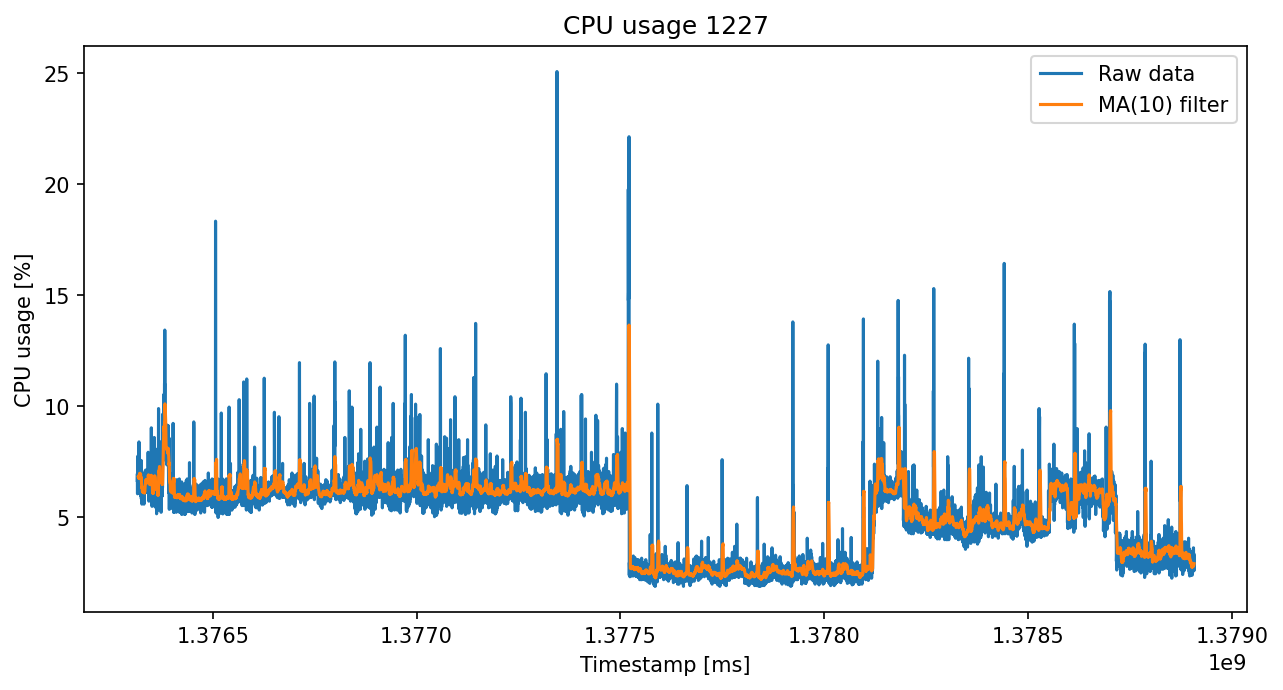 CPU usage 1227
Raw data
MA(10) filter
CPU usage [%]
25
20
15
10
5
1.3765 1.3770 1.3775 1.3780 1.3785 1.3790
1e9
Timestamp [ms]